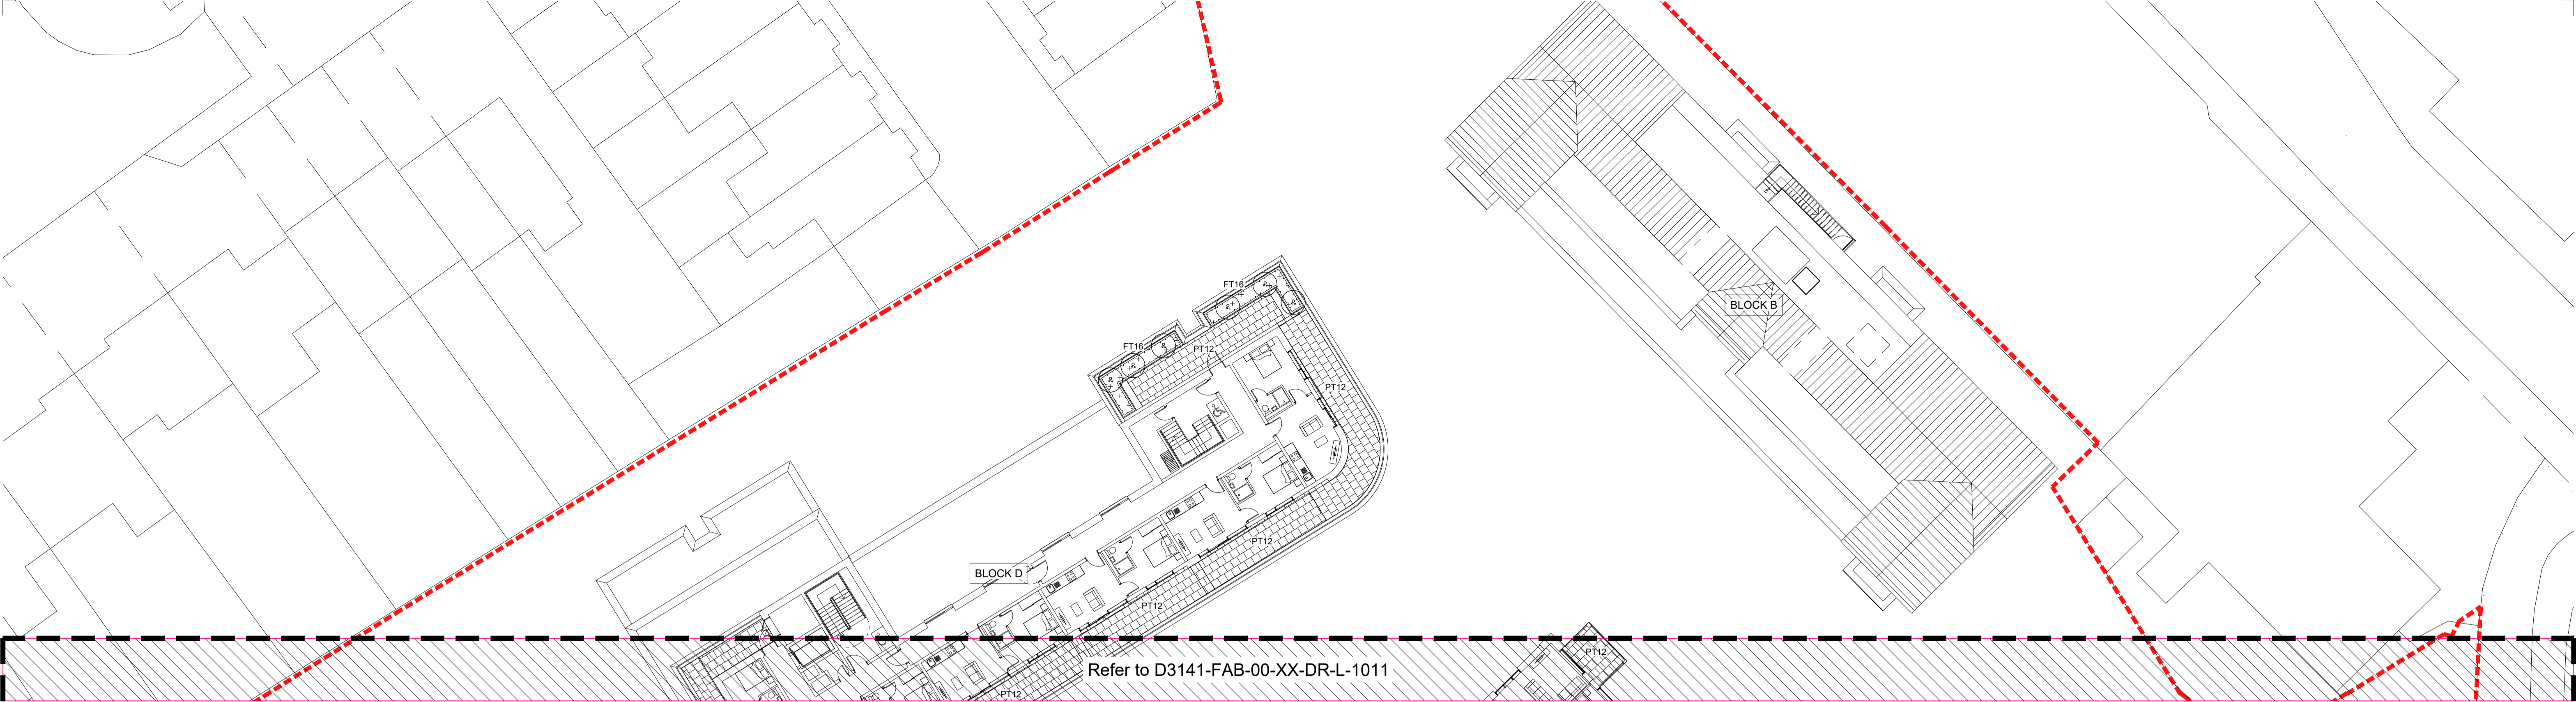 FT16
BLOCK B
FT16
PT12
PT12
PT12
BLOCK D
PT12
PT12
Refer to D3141-FAB-00-XX-DR-L-1011
PT12